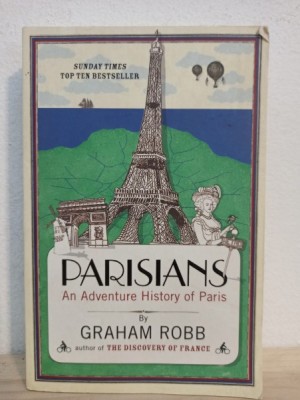 SUNDAY TIMES
TOP TEN BESTSELLER
PARISIANS
An Adventure History of Paris
By
GRAHAM ROBB
author of THE DISCOVERY OF FRANCE